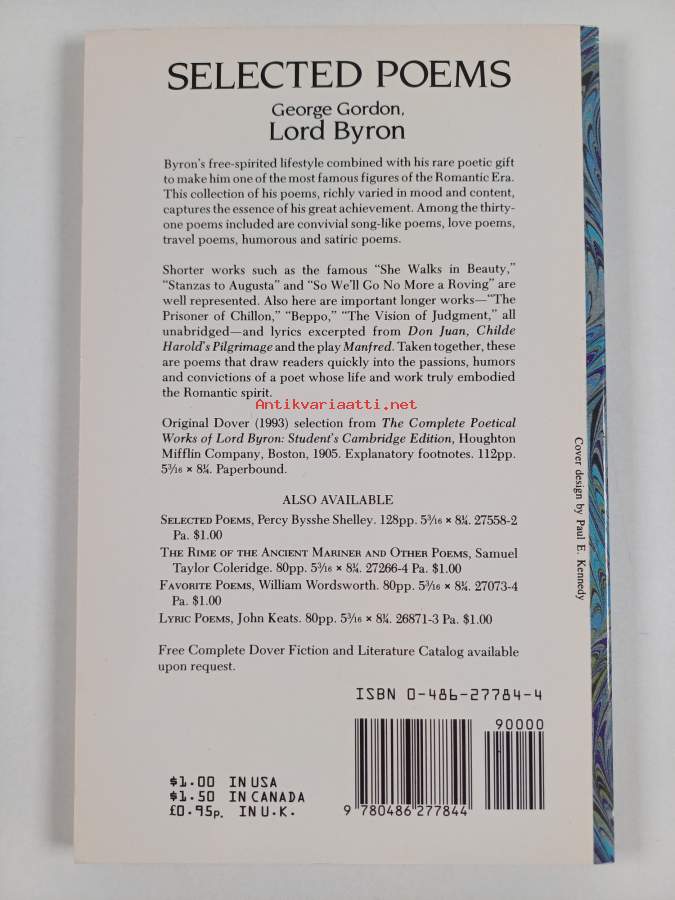 SELECTED POEMS
George Gordon,
Lord Byron
Byron's free-spirited lifestyle combined with his rare poetic gift
to make him one of the most famous figures of the Romantic Era.
This collection of his poems, richly varied in mood and content,
captures the essence of his great achievement. Among the thirty-
one poems included are convivial song-like poems, love poems,
travel poems, humorous and satiric poems.
Shorter works such as the famous "She Walks in Beauty,"
"Stanzas to Augusta" and "So We'll Go No More a Roving" are
well represented. Also here are important longer works—"The
Prisoner of Chillon," "Beppo," "The Vision of Judgment," all
unabridged—and lyrics excerpted from Don Juan, Childe
Harold's Pilgrimage and the play Manfred. Taken together, these
are poems that draw readers quickly into the passions, humors
and convictions of a poet whose life and work truly embodied
the Romantic spirit.
Antikvariaatti.net
Original Dover (1993) selection from The Complete Poetical
Works of Lord Byron: Student's Cambridge Edition, Houghton
Mifflin Company, Boston, 1905. Explanatory footnotes. 112pp.
5³⁄₁₆ × 8¼. Paperbound.
ALSO AVAILABLE
SELECTED POEMS, Percy Bysshe Shelley. 128pp. 5³⁄₁₆ × 8¼. 27558-2
Pa. $1.00
THE RIME OF THE ANCIENT MARINER AND OTHER POEMS, Samuel
Taylor Coleridge. 80pp. 5³⁄₁₆ × 8¼. 27266-4 Pa. $1.00
FAVORITE POEMS, William Wordsworth. 80pp. 5³⁄₁₆ × 8¼. 27073-4
Pa. $1.00
LYRIC POEMS, John Keats. 80pp. 5³⁄₁₆ × 8¼. 26871-3 Pa. $1.00
Free Complete Dover Fiction and Literature Catalog available
upon request.
Cover design by Paul E. Kennedy
ISBN 0-486-27784-4
90000
$1.00 IN USA
$1.50 IN CANADA
£0.95p. IN U.K.
9 780486 277844